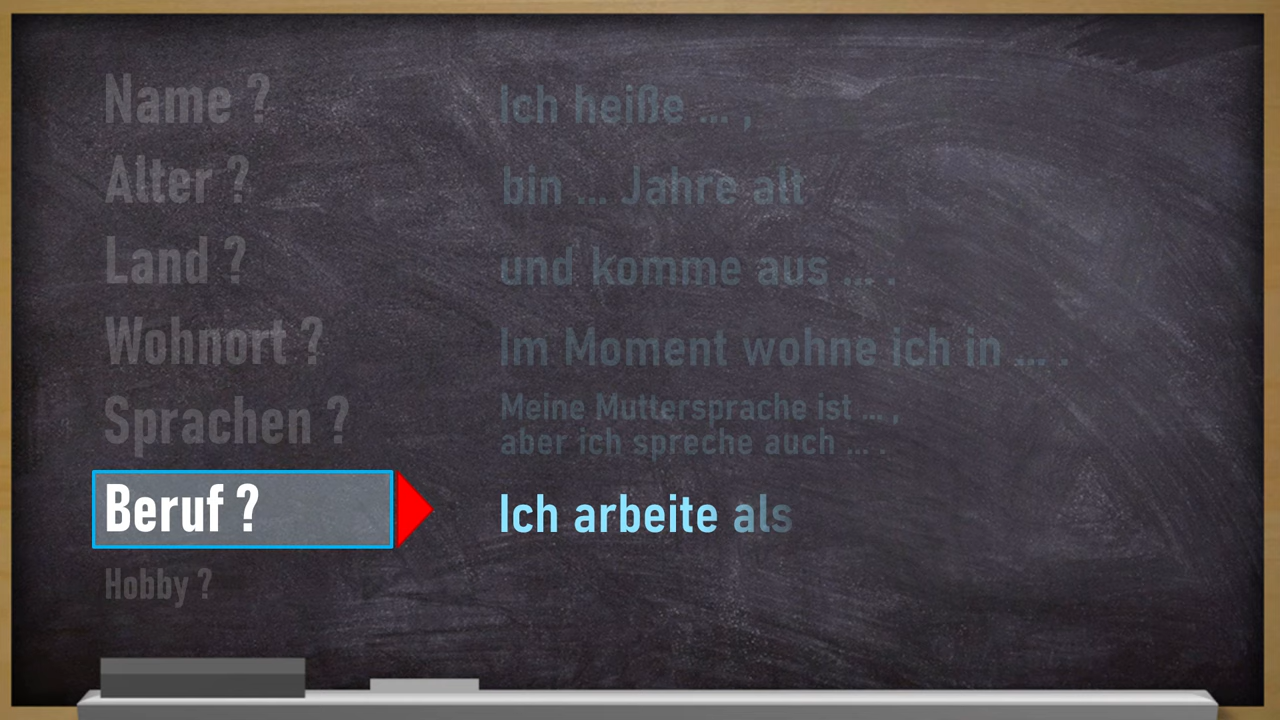 Name ?
Ich heiße ... ,
Alter ?
bin ... Jahre alt
Land ?
und komme aus ... .
Wohnort ?
Im Moment wohne ich in ... .
Sprachen ?
Meine Muttersprache ist ... ,
aber ich spreche auch ... .
Beruf ?
Ich arbeite als
Hobby ?